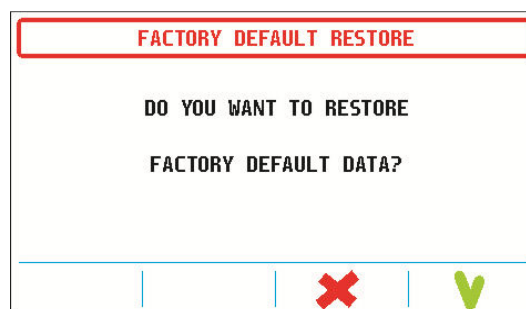 FACTORY DEFAULT RESTORE
DO YOU WANT TO RESTORE
FACTORY DEFAULT DATA?